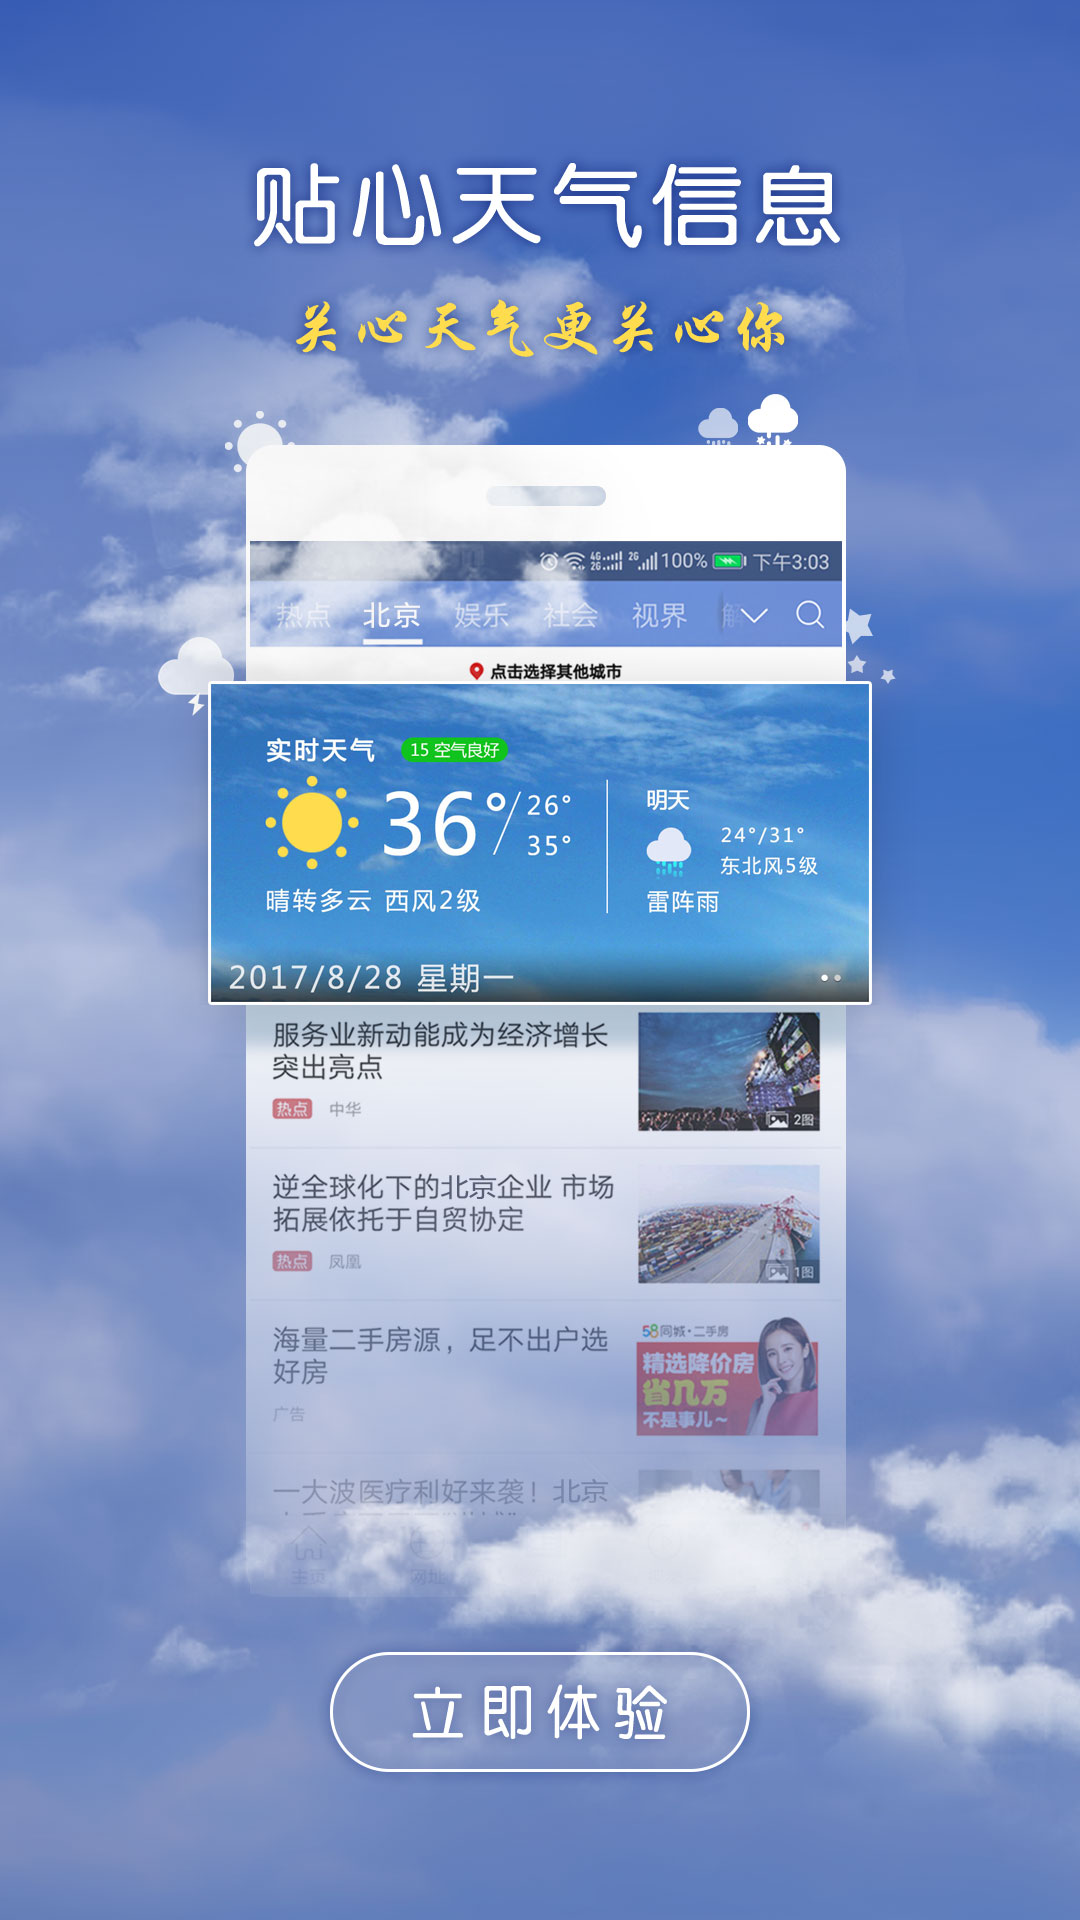 贴心天气信息
关心天气更关心你
4G 2G 2G 100% 下午3:03
热点 北京 娱乐 社会 视界 解
点击选择其他城市
实时天气 15 空气良好
36° 26° 35°
晴转多云 西风2级
明天
24°/31°
东北风5级
雷阵雨
2017/8/28 星期一
服务业新动能成为经济增长
突出亮点
热点 中华
2图
逆全球化下的北京企业 市场
拓展依托于自贸协定
热点 凤凰
1图
海量二手房源，足不出户选
好房
广告
58同城·二手房
精选降价房
省几万
不是事儿~
一大波医疗利好来袭！北京
主页 网址
立即体验